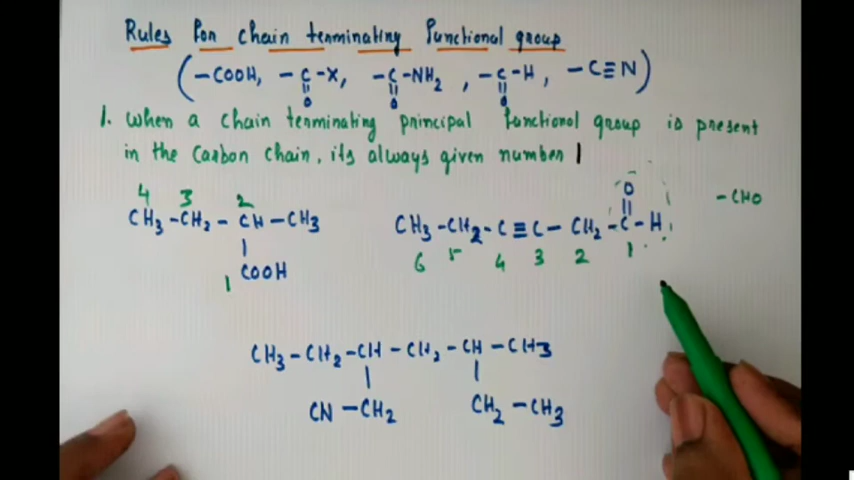 Rules for chain terminating functional group
(-COOH, -C-X, -C-NH2, -C-H, -C≡N)
O O O
1. When a chain terminating principal functional group is present
in the Carbon chain, its always given number 1
4 3 2
CH3-CH2-CH-CH3
1 COOH
O
CH3-CH2-C≡C-CH2-C-H
6 5 4 3 2 1
-CHO
CH3-CH2-CH-CH2-CH-CH3
CN-CH2 CH2-CH3